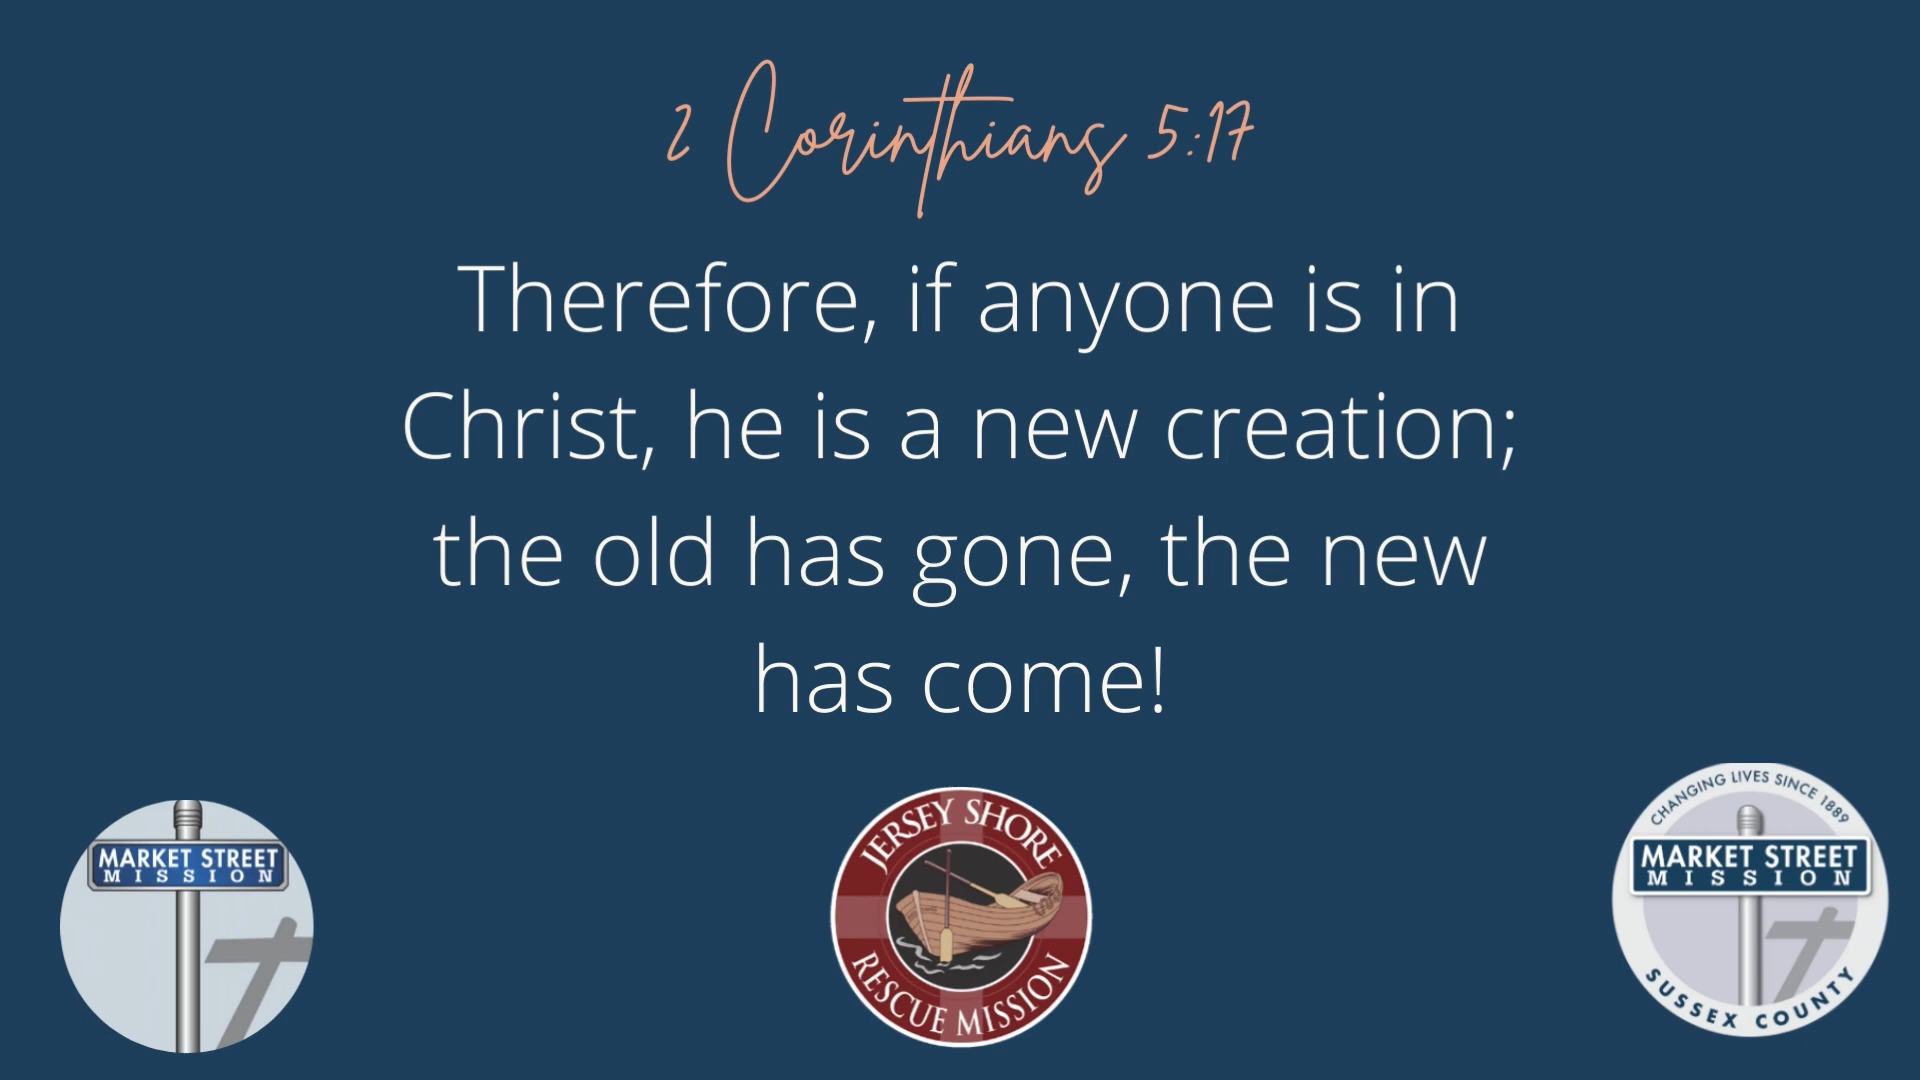 2 Corinthians 5:17
Therefore, if anyone is in
Christ, he is a new creation;
the old has gone, the new
has come!
MARKET STREET
MISSION
JERSEY SHORE
RESCUE MISSION
CHANGING LIVES SINCE 1889
MARKET STREET
MISSION
SUSSEX COUNTY